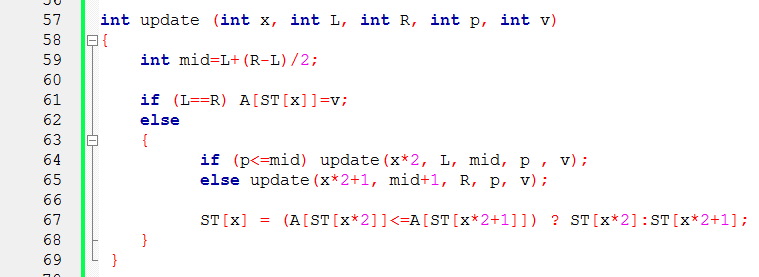 57 int update (int x, int L, int R, int p, int v)
58 {
59 int mid=L+(R-L)/2;
60
61 if (L==R) A[ST[x]]=v;
62 else
63 {
64 if (p<=mid) update(x*2, L, mid, p , v);
65 else update(x*2+1, mid+1, R, p, v);
66
67 ST[x] = (A[ST[x*2]]<=A[ST[x*2+1]]) ? ST[x*2]:ST[x*2+1];
68 }
69 }